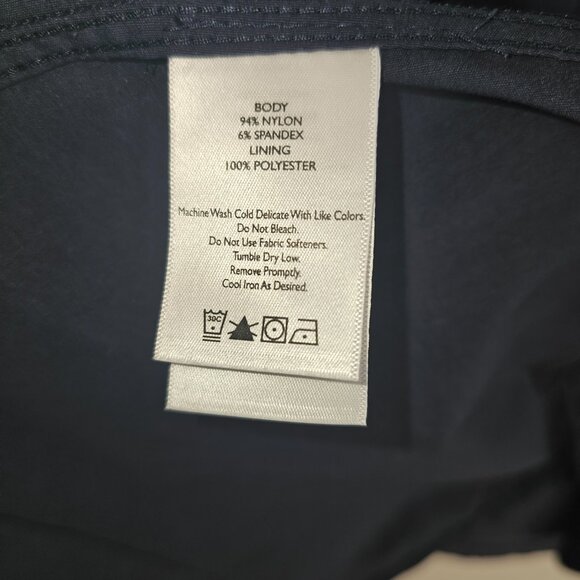 BODY
94% NYLON
6% SPANDEX
LINING
100% POLYESTER
Machine Wash Cold Delicate With Like Colors.
Do Not Bleach.
Do Not Use Fabric Softeners.
Tumble Dry Low.
Remove Promptly.
Cool Iron As Desired.
30C